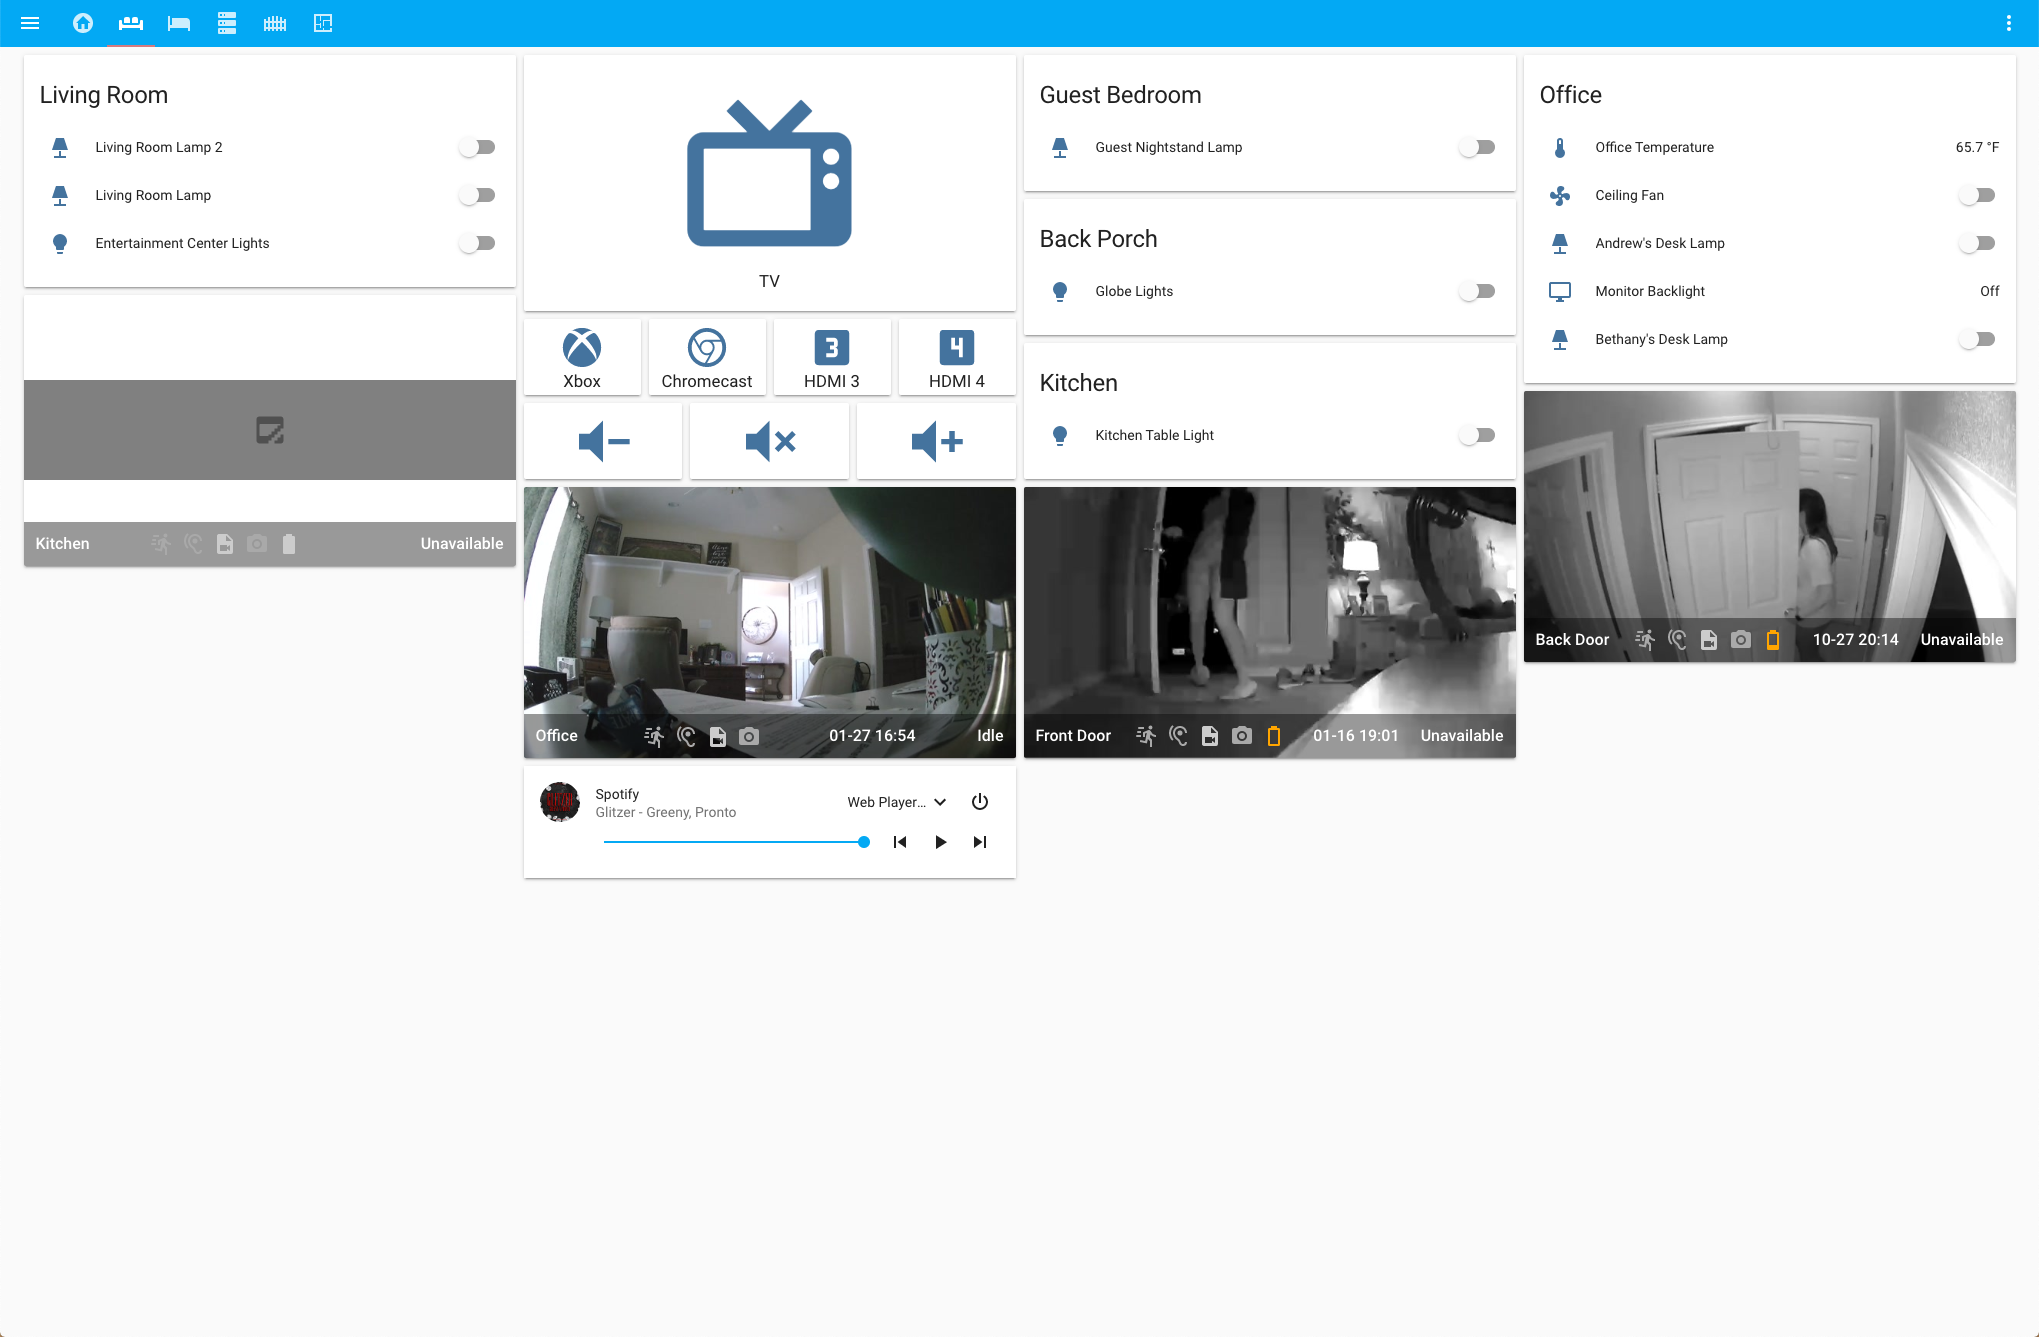 Living Room
Living Room Lamp 2
Living Room Lamp
Entertainment Center Lights
Kitchen
Unavailable
TV
Xbox
Chromecast
HDMI 3
HDMI 4
Office
01-27 16:54
Idle
Spotify
Glitzer - Greeny, Pronto
Web Player...
Guest Bedroom
Guest Nightstand Lamp
Back Porch
Globe Lights
Kitchen
Kitchen Table Light
Front Door
01-16 19:01
Unavailable
Office
Office Temperature
65.7 °F
Ceiling Fan
Andrew's Desk Lamp
Monitor Backlight
Off
Bethany's Desk Lamp
Back Door
10-27 20:14
Unavailable